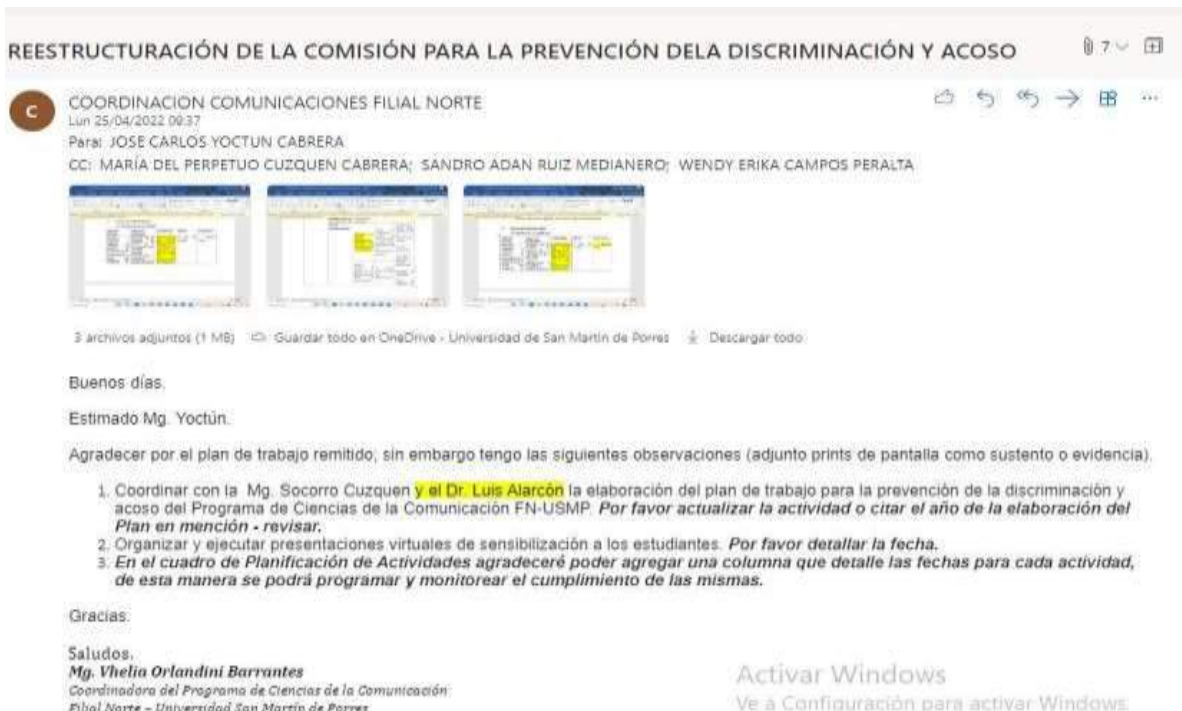 REESTRUCTURACIÓN DE LA COMISIÓN PARA LA PREVENCIÓN DELA DISCRIMINACIÓN Y ACOSO
7
C
COORDINACION COMUNICACIONES FILIAL NORTE
Lun 25/04/2022 09:37
Para: JOSE CARLOS YOCTUN CABRERA
CC: MARÍA DEL PERPETUO CUZQUEN CABRERA; SANDRO ADAN RUIZ MEDIANERO; WENDY ERIKA CAMPOS PERALTA
3 archivos adjuntos (1 MB) Guardar todo en OneDrive - Universidad de San Martín de Porres Descargar todo
Buenos días.
Estimado Mg. Yoctún.
Agradecer por el plan de trabajo remitido, sin embargo tengo las siguientes observaciones (adjunto prints de pantalla como sustento o evidencia).
1. Coordinar con la Mg. Socorro Cuzquen y el Dr. Luis Alarcón la elaboración del plan de trabajo para la prevención de la discriminación y
acoso del Programa de Ciencias de la Comunicación FN-USMP. Por favor actualizar la actividad o citar el año de la elaboración del
Plan en mención - revisar.
2. Organizar y ejecutar presentaciones virtuales de sensibilización a los estudiantes. Por favor detallar la fecha.
3. En el cuadro de Planificación de Actividades agradeceré poder agregar una columna que detalle las fechas para cada actividad,
de esta manera se podrá programar y monitorear el cumplimiento de las mismas.
Gracias.
Saludos.
Mg. Vhelia Orlandini Barrantes
Coordinadora del Programa de Ciencias de la Comunicación
Filial Norte – Universidad San Martín de Porres
Activar Windows
Ve a Configuración para activar Windows.